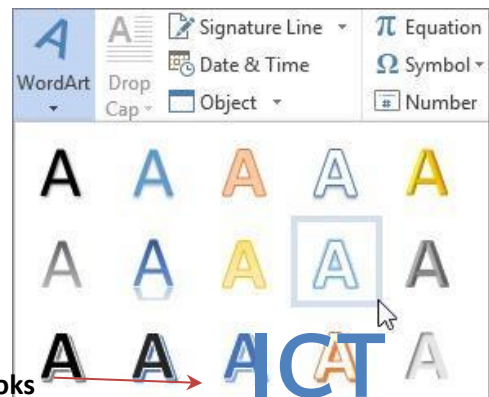 Signature Line
π Equation
Date & Time
Ω Symbol
WordArt
Drop
Cap
Object
# Number
A A A A A
A A A A A
A A A A A
ICT
oks